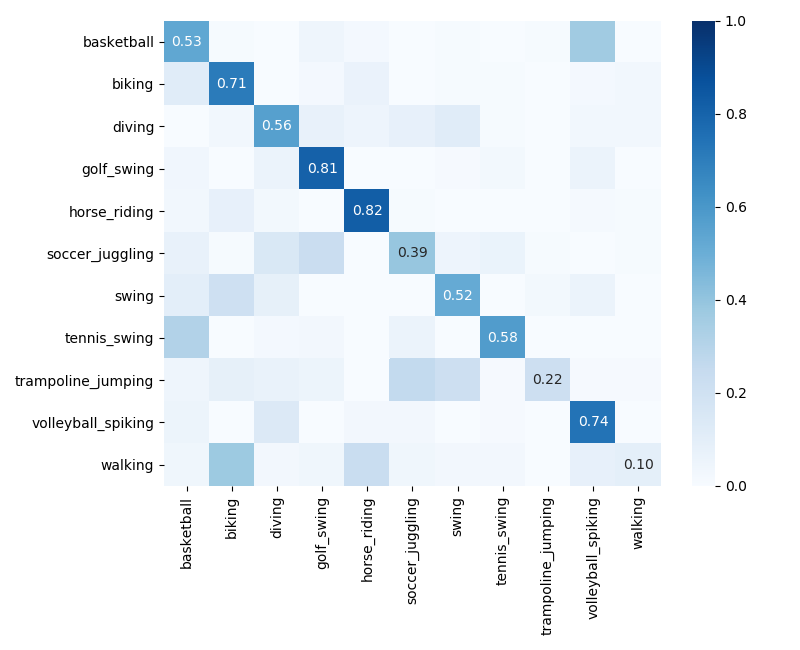 basketball 0.53 1.0
biking 0.71
diving 0.56 0.8
golf_swing 0.81
horse_riding 0.82 0.6
soccer_juggling 0.39
swing 0.52 0.4
tennis_swing 0.58
trampoline_jumping 0.22 0.2
volleyball_spiking 0.74
walking 0.10 0.0
basketball
biking
diving
golf_swing
horse_riding
soccer_juggling
swing
tennis_swing
trampoline_jumping
volleyball_spiking
walking